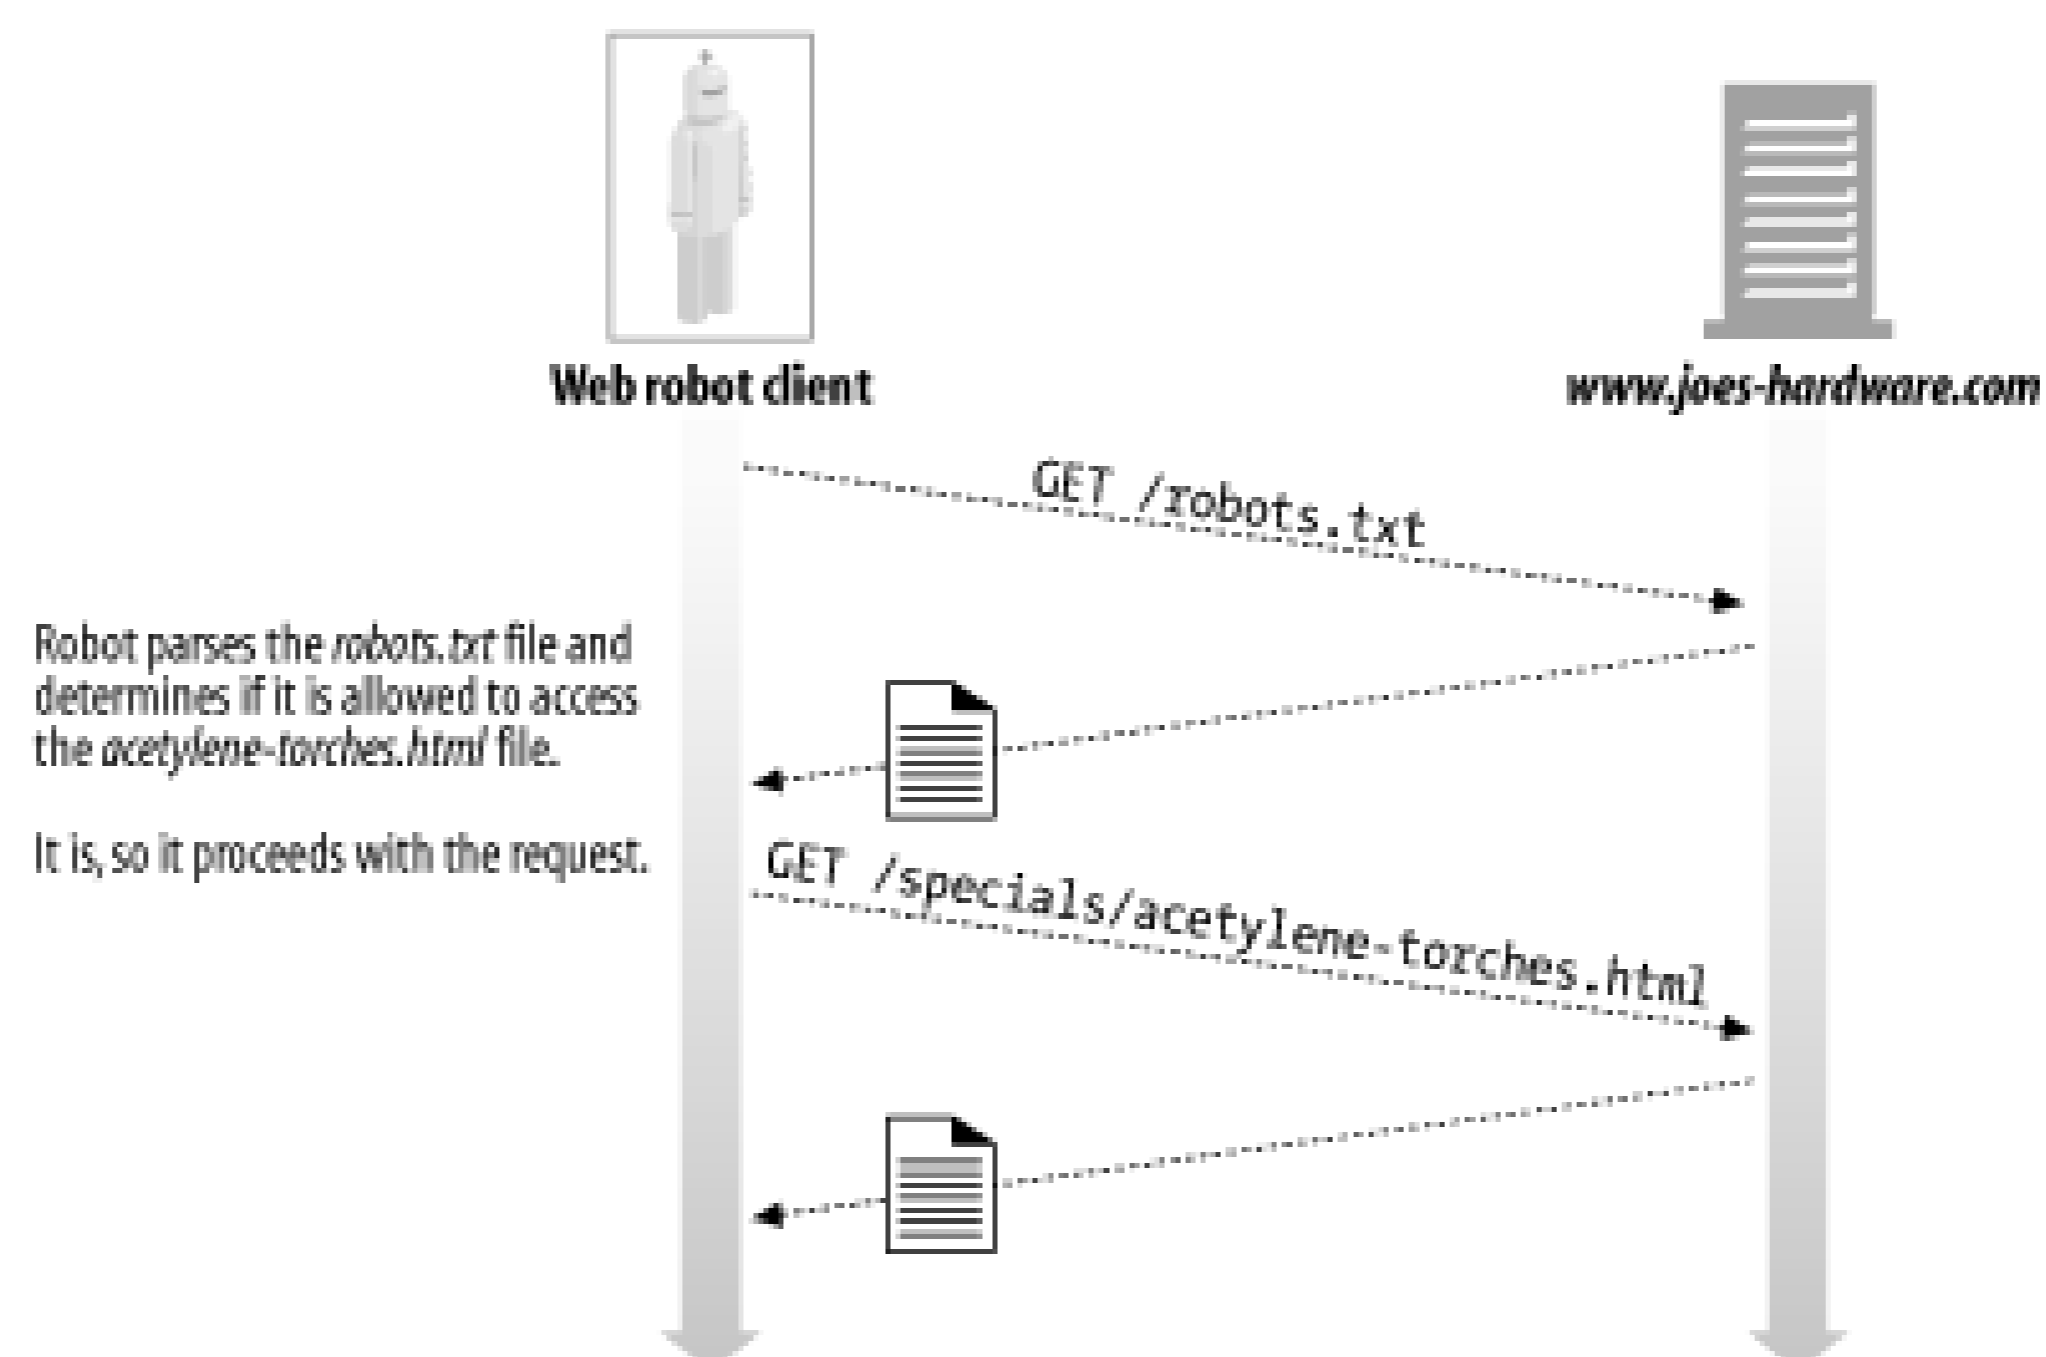 Web robot client
www.joes-hardware.com
GET /robots.txt
Robot parses the robots.txt file and
determines if it is allowed to access
the acetylene-torches.html file.
It is, so it proceeds with the request.
GET /specials/acetylene-torches.html